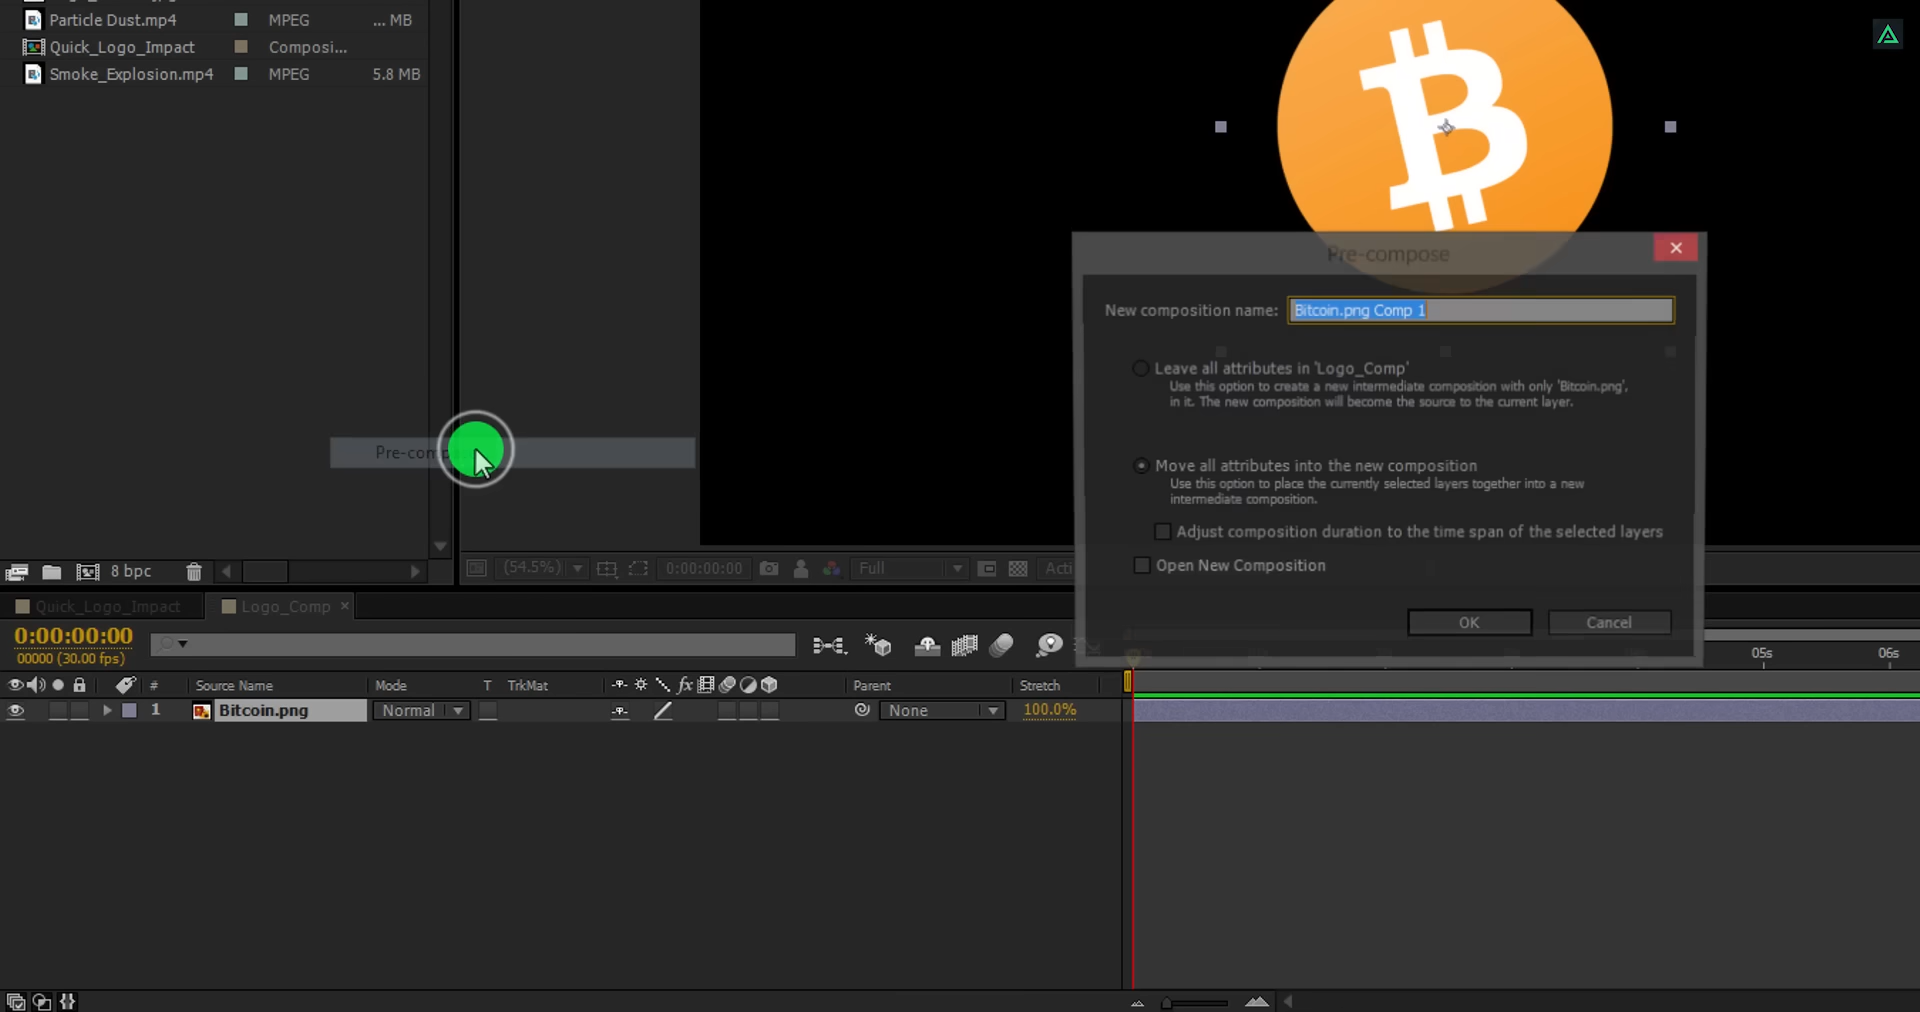 Particle Dust.mp4 MPEG ... MB
Quick_Logo_Impact Composi...
Smoke_Explosion.mp4 MPEG 5.8 MB
Pre-compose
New composition name: Bitcoin.png Comp 1
Leave all attributes in 'Logo_Comp'
Use this option to create a new intermediate composition with only 'Bitcoin.png',
in it. The new composition will become the source to the current layer.
Pre-comp
Move all attributes into the new composition
Use this option to place the currently selected layers together into a new
intermediate composition.
Adjust composition duration to the time span of the selected layers
Open New Composition
8 bpc
(54.5%) 0:00:00:00 Full Acti
OK Cancel
Quick_Logo_Impact Logo_Comp
0:00:00:00
00000 (30.00 fps)
05s 06s
# Source Name Mode T TrkMat fx Parent Stretch
1 Bitcoin.png Normal None 100.0%